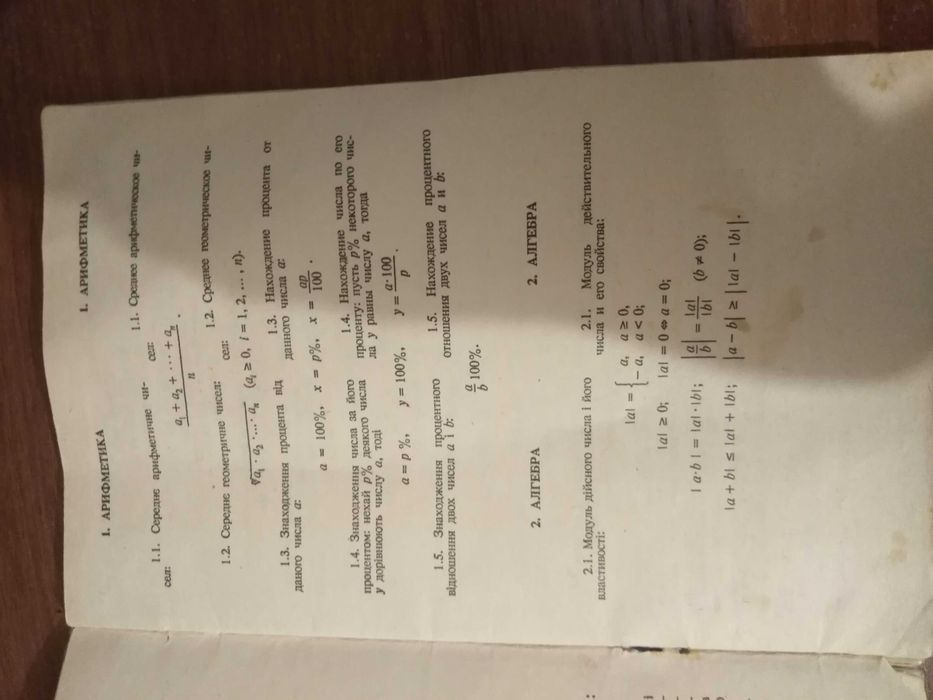 1. АРИФМЕТИКА
1. АРИФМЕТИКА
1.1. Середнє арифметичне чи-
сел:
1.1. Среднее арифметическое чи-
сел:
a₁ + a₂ + ··· + aₙ / n .
1.2. Середнє геометричне чисел:
1.2. Среднее геометрическое чи-
сел:
ⁿ√a₁ · a₂ · ... · aₙ (aᵢ ≥ 0, i = 1, 2, ... , n).
1.3. Знаходження процента від
даного числа a:
1.3. Нахождение процента от
данного числа a:
a = 100%, x = p%, x = ap/100 .
1.4. Знаходження числа за його
процентом: нехай p% деякого числа
y дорівнюють числу a, тоді
1.4. Нахождение числа по его
проценту: пусть p% некоторого чис-
ла y равны числу a, тогда
a = p %, y = 100%, y = a·100/p .
1.5. Знаходження процентного
відношення двох чисел a і b:
1.5. Нахождение процентного
отношения двух чисел a и b:
a/b 100%.
2. АЛГЕБРА
2. АЛГЕБРА
2.1. Модуль дійсного числа і його
властивості:
2.1. Модуль действительного
числа и его свойства:
|a| = { a, a ≥ 0,
− a, a < 0;
|a| ≥ 0; |a| = 0 ⇔ a = 0;
| a·b | = |a| · |b|; |a/b| = |a|/|b| (b ≠ 0);
|a + b| ≤ |a| + |b|; |a − b| ≥ ||a| − |b||.